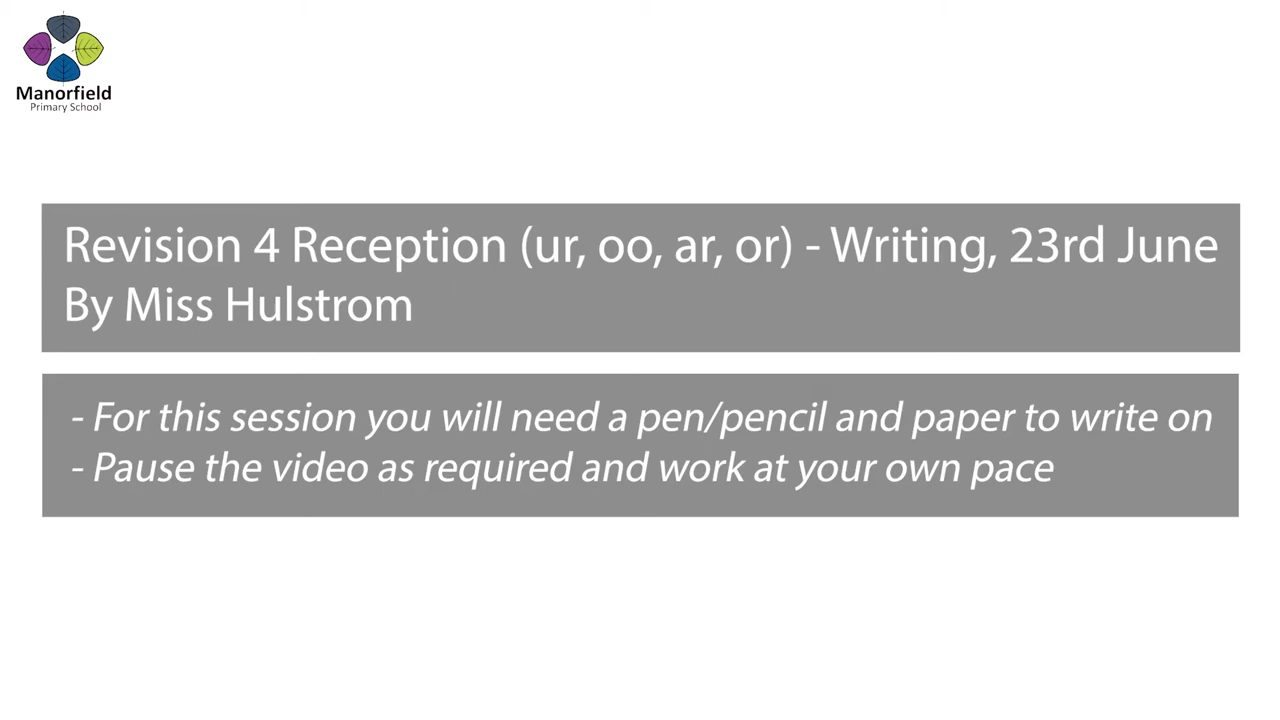 Manorfield
Primary School
Revision 4 Reception (ur, oo, ar, or) - Writing, 23rd June
By Miss Hulstrom
- For this session you will need a pen/pencil and paper to write on
- Pause the video as required and work at your own pace